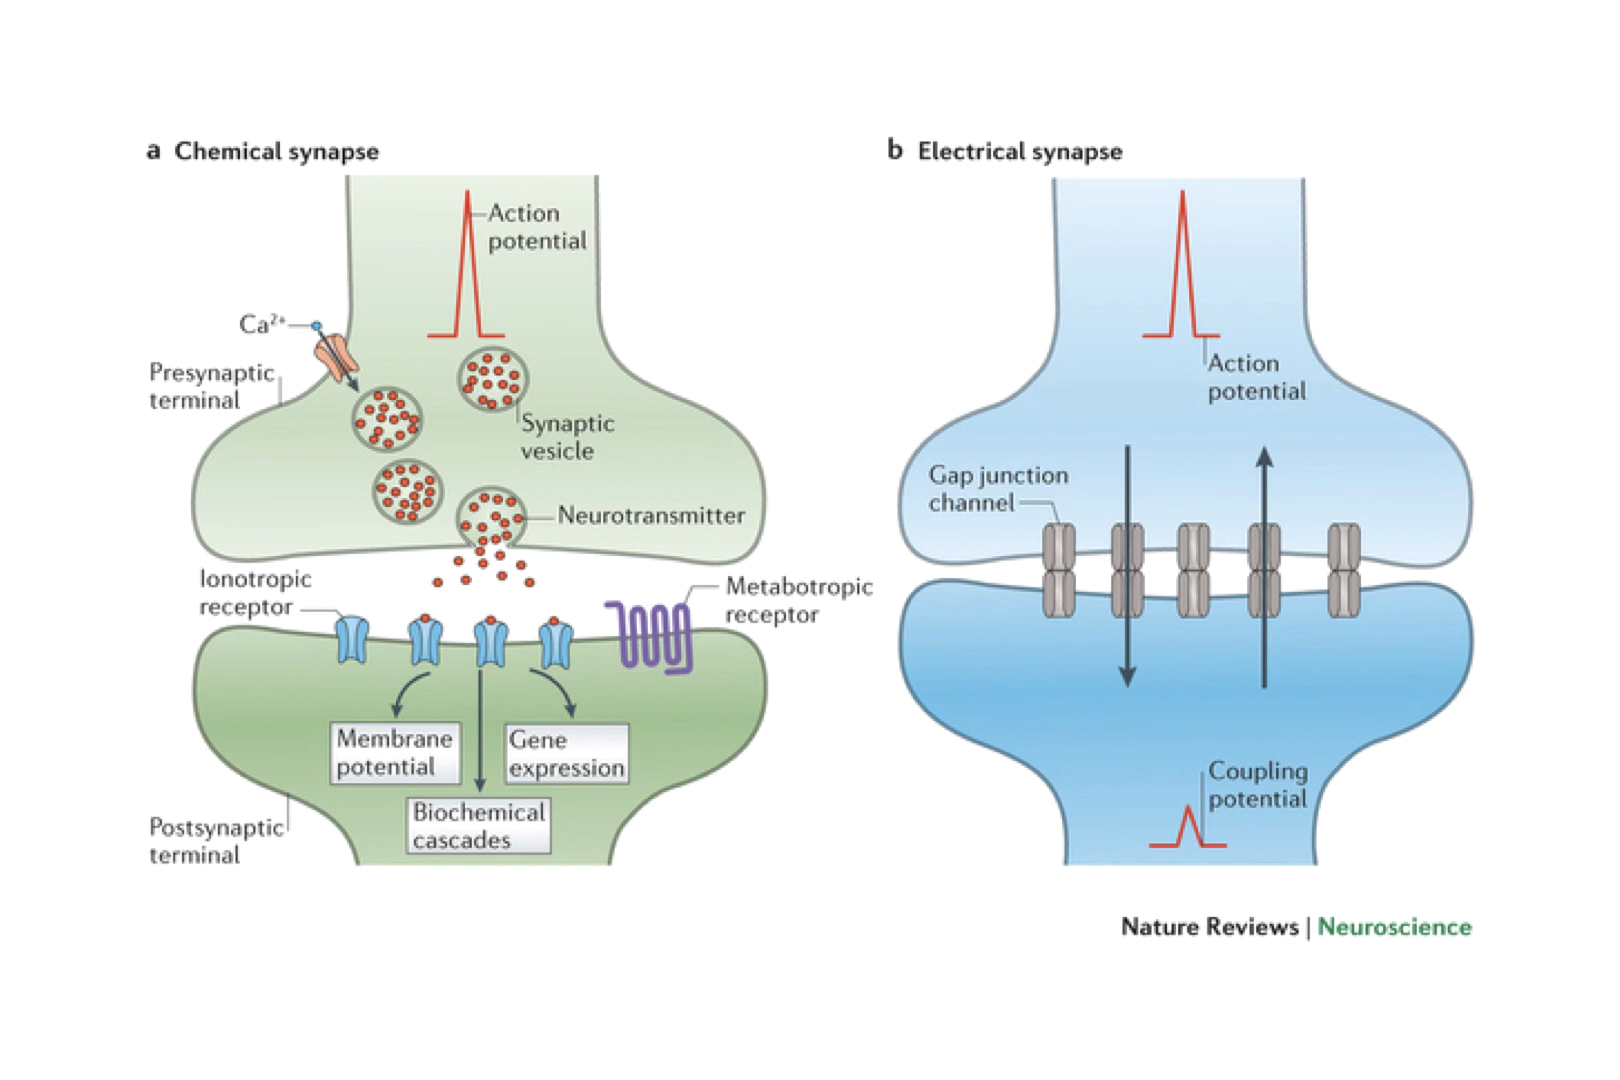 a Chemical synapse
Action
potential
Ca²⁺
Presynaptic
terminal
Synaptic
vesicle
Neurotransmitter
Ionotropic
receptor
Metabotropic
receptor
Membrane
potential
Gene
expression
Biochemical
cascades
Postsynaptic
terminal
b Electrical synapse
Action
potential
Gap junction
channel
Coupling
potential
Nature Reviews | Neuroscience